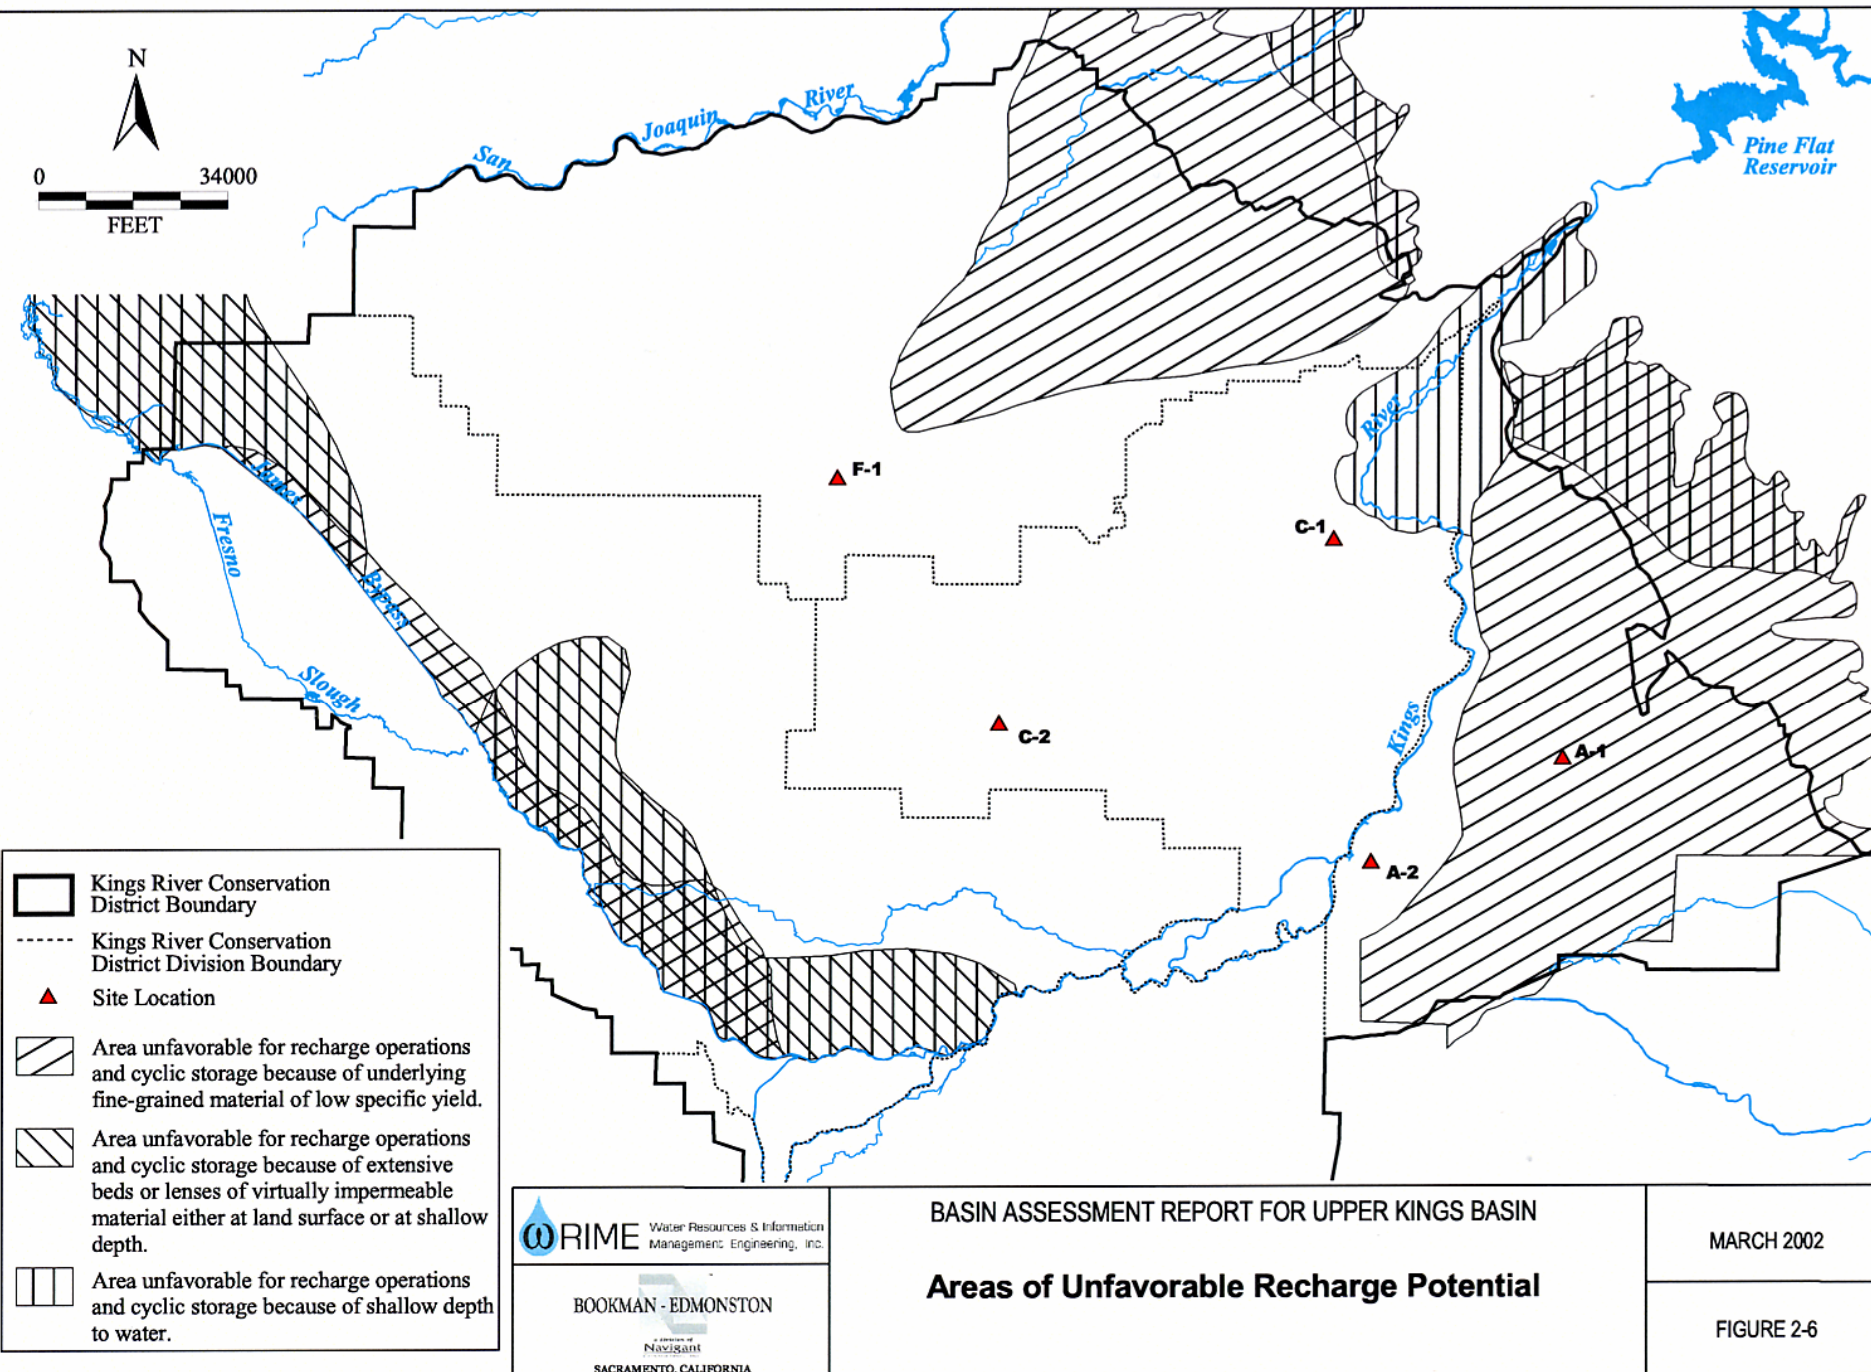 N
0 34000
FEET
San Joaquin River
Pine Flat
Reservoir
River
F-1
C-1
James
Bypass
Fresno
Slough
C-2
Kings
A-1
A-2
Kings River Conservation
District Boundary
Kings River Conservation
District Division Boundary
Site Location
Area unfavorable for recharge operations
and cyclic storage because of underlying
fine-grained material of low specific yield.
Area unfavorable for recharge operations
and cyclic storage because of extensive
beds or lenses of virtually impermeable
material either at land surface or at shallow
depth.
Area unfavorable for recharge operations
and cyclic storage because of shallow depth
to water.
WRIME Water Resources & Information
Management Engineering, Inc.
BOOKMAN - EDMONSTON
a division of
Navigant
SACRAMENTO, CALIFORNIA
BASIN ASSESSMENT REPORT FOR UPPER KINGS BASIN
Areas of Unfavorable Recharge Potential
MARCH 2002
FIGURE 2-6